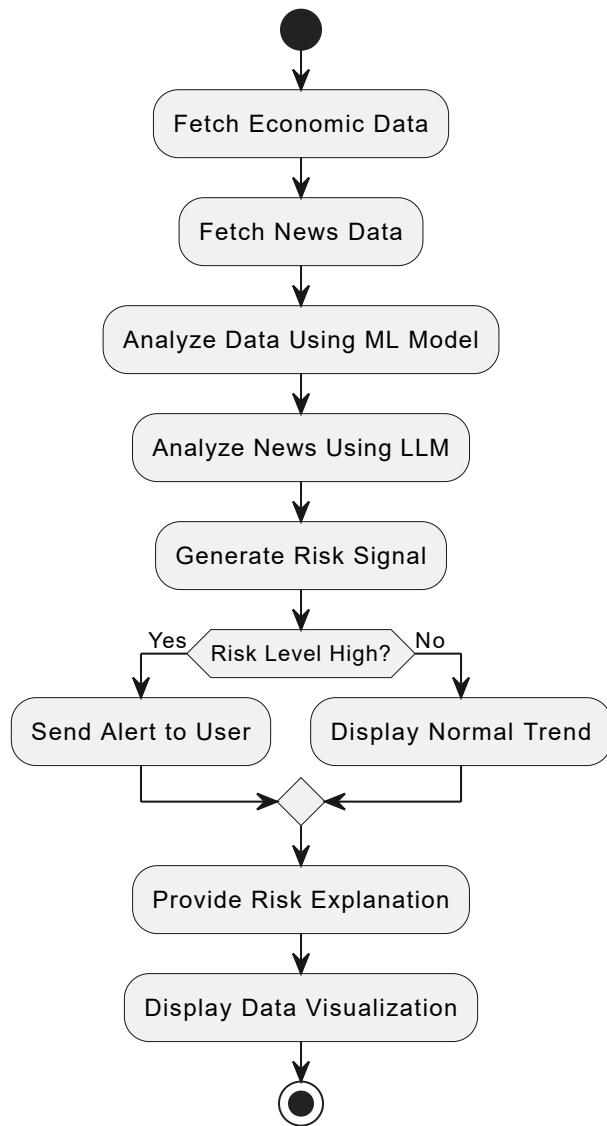 Fetch Economic Data
Fetch News Data
Analyze Data Using ML Model
Analyze News Using LLM
Generate Risk Signal
Yes
Risk Level High?
No
Send Alert to User
Display Normal Trend
Provide Risk Explanation
Display Data Visualization